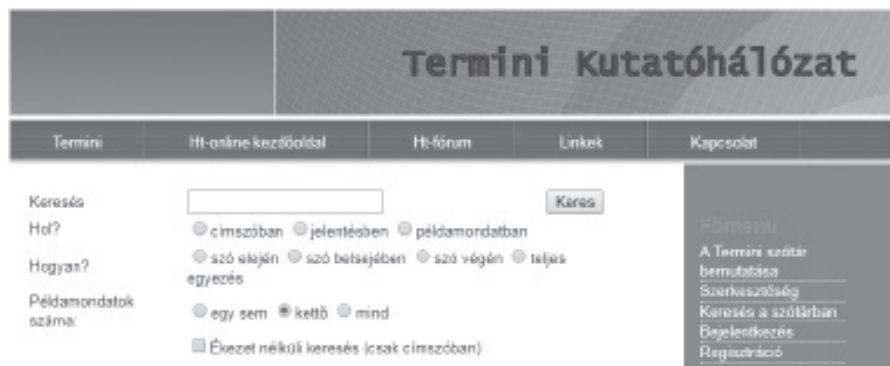 Termini Kutatóhálózat
Termini Ht-online kezdőoldal Ht-fórum Linkek Kapcsolat
Keresés Keres
Hol? címszóban jelentésben példamondatban
Hogyan? szó elején szó belsejében szó végén teljes
egyezés
Példamondatok
száma: egy sem kettő mind
Ékezet nélküli keresés (csak címszóban)
Főmenü
A Termini szótár
bemutatása
Szerkesztőség
Keresés a szótárban
Bejelentkezés
Regisztráció